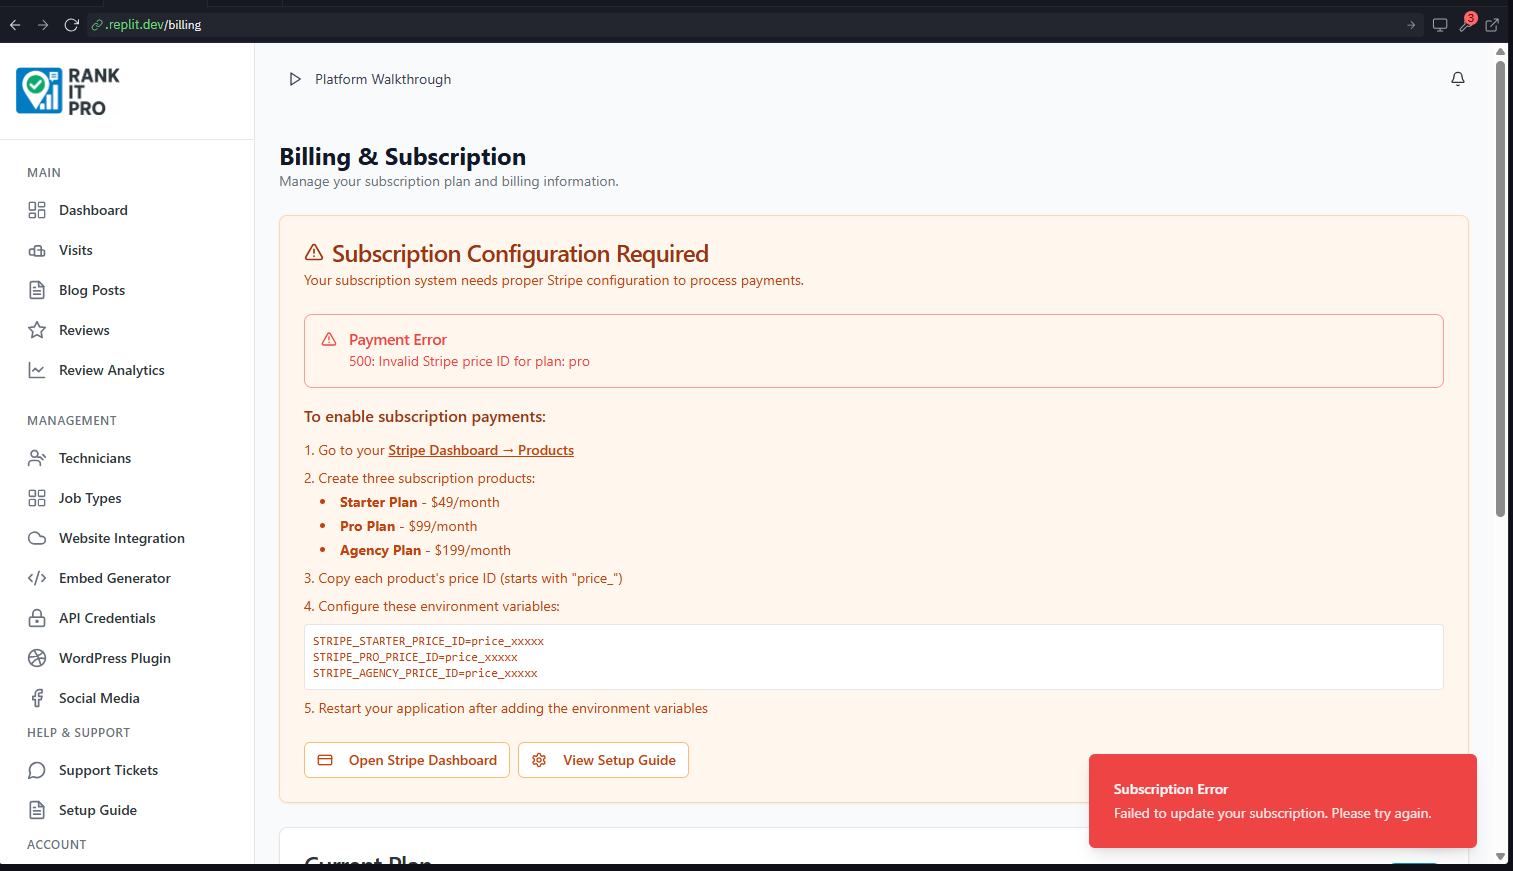 .replit.dev/billing
3
RANK
IT
PRO
Platform Walkthrough
MAIN
Dashboard
Visits
Blog Posts
Reviews
Review Analytics
MANAGEMENT
Technicians
Job Types
Website Integration
Embed Generator
API Credentials
WordPress Plugin
Social Media
HELP & SUPPORT
Support Tickets
Setup Guide
ACCOUNT
Billing & Subscription
Manage your subscription plan and billing information.
Subscription Configuration Required
Your subscription system needs proper Stripe configuration to process payments.
Payment Error
500: Invalid Stripe price ID for plan: pro
To enable subscription payments:
1. Go to your Stripe Dashboard → Products
2. Create three subscription products:
• Starter Plan - $49/month
• Pro Plan - $99/month
• Agency Plan - $199/month
3. Copy each product's price ID (starts with "price_")
4. Configure these environment variables:
STRIPE_STARTER_PRICE_ID=price_xxxxx
STRIPE_PRO_PRICE_ID=price_xxxxx
STRIPE_AGENCY_PRICE_ID=price_xxxxx
5. Restart your application after adding the environment variables
Open Stripe Dashboard
View Setup Guide
Subscription Error
Failed to update your subscription. Please try again.
Current Plan